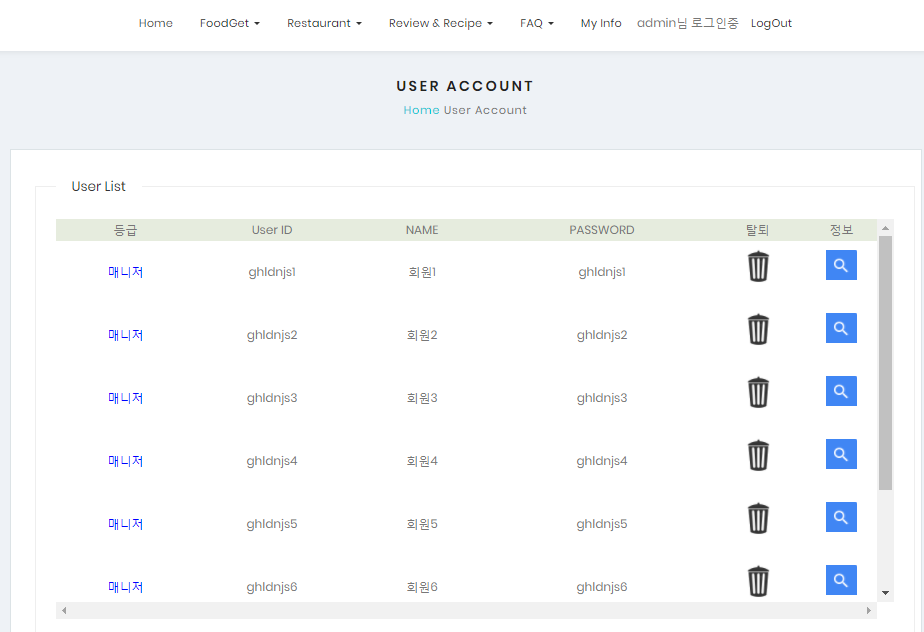 Home FoodGet Restaurant Review & Recipe FAQ My Info admin님 로그인중 LogOut
USER ACCOUNT
Home User Account
User List
등급 User ID NAME PASSWORD 탈퇴 정보
매니저 ghldnjs1 회원1 ghldnjs1
매니저 ghldnjs2 회원2 ghldnjs2
매니저 ghldnjs3 회원3 ghldnjs3
매니저 ghldnjs4 회원4 ghldnjs4
매니저 ghldnjs5 회원5 ghldnjs5
매니저 ghldnjs6 회원6 ghldnjs6